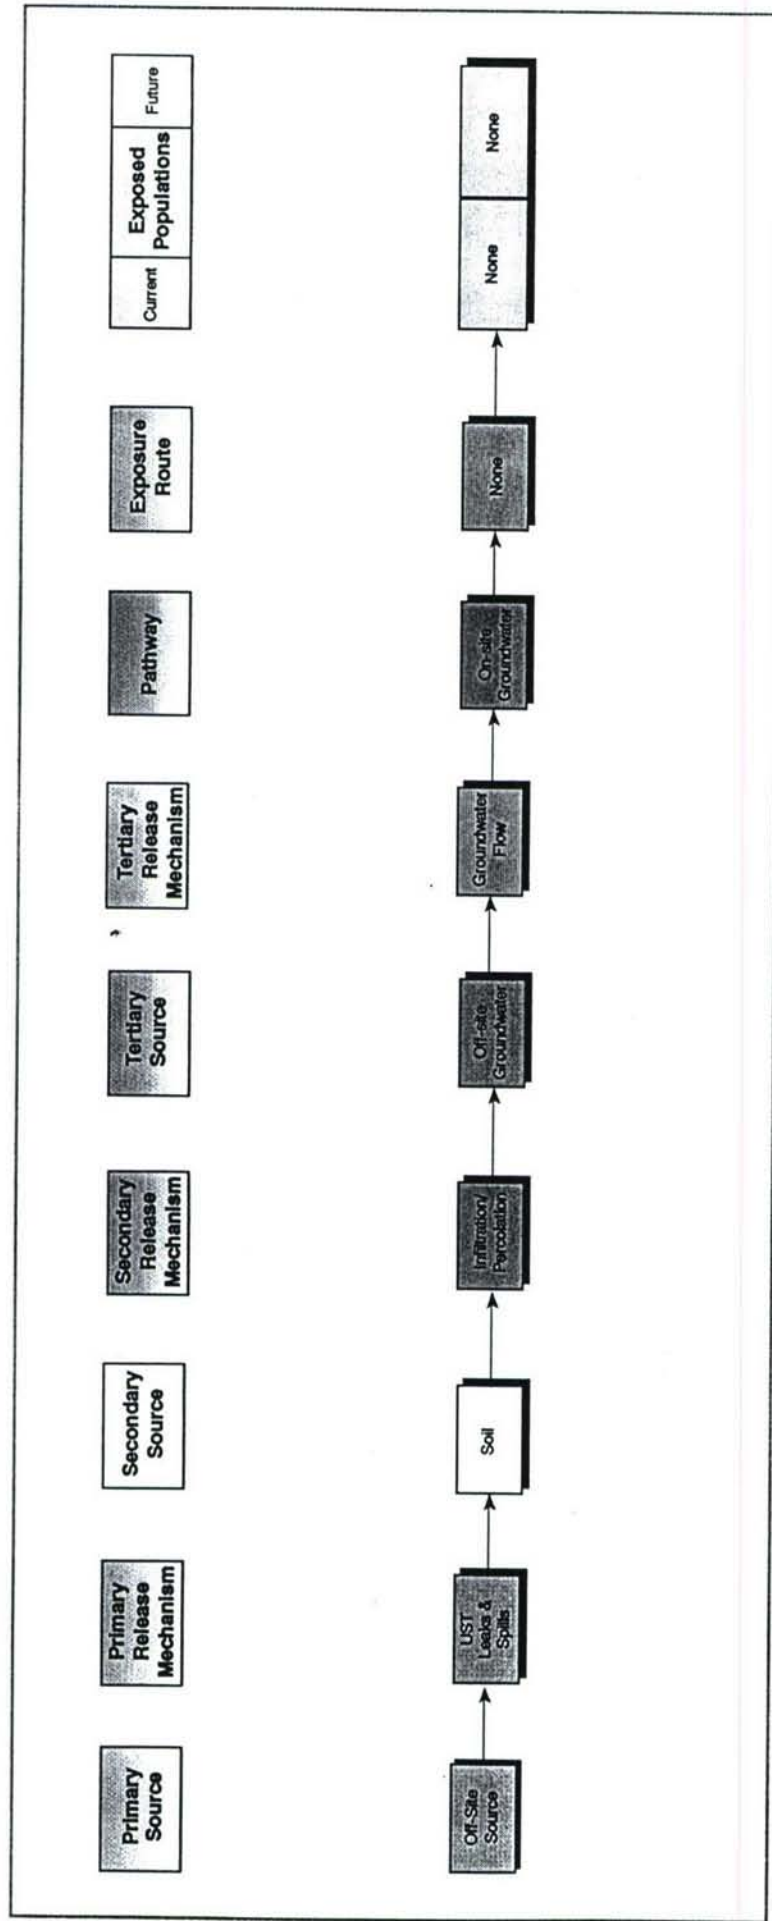 Primary
Source
Primary
Release
Mechanism
Secondary
Source
Secondary
Release
Mechanism
Tertiary
Source
Tertiary
Release
Mechanism
Pathway
Exposure
Route
Current
Exposed
Populations
Future
Off-Site
Source
UST
Leaks &
Spills
Soil
Infiltration/
Percolation
Off-site
Groundwater
Groundwater
Flow
On-site
Groundwater
None
None
None